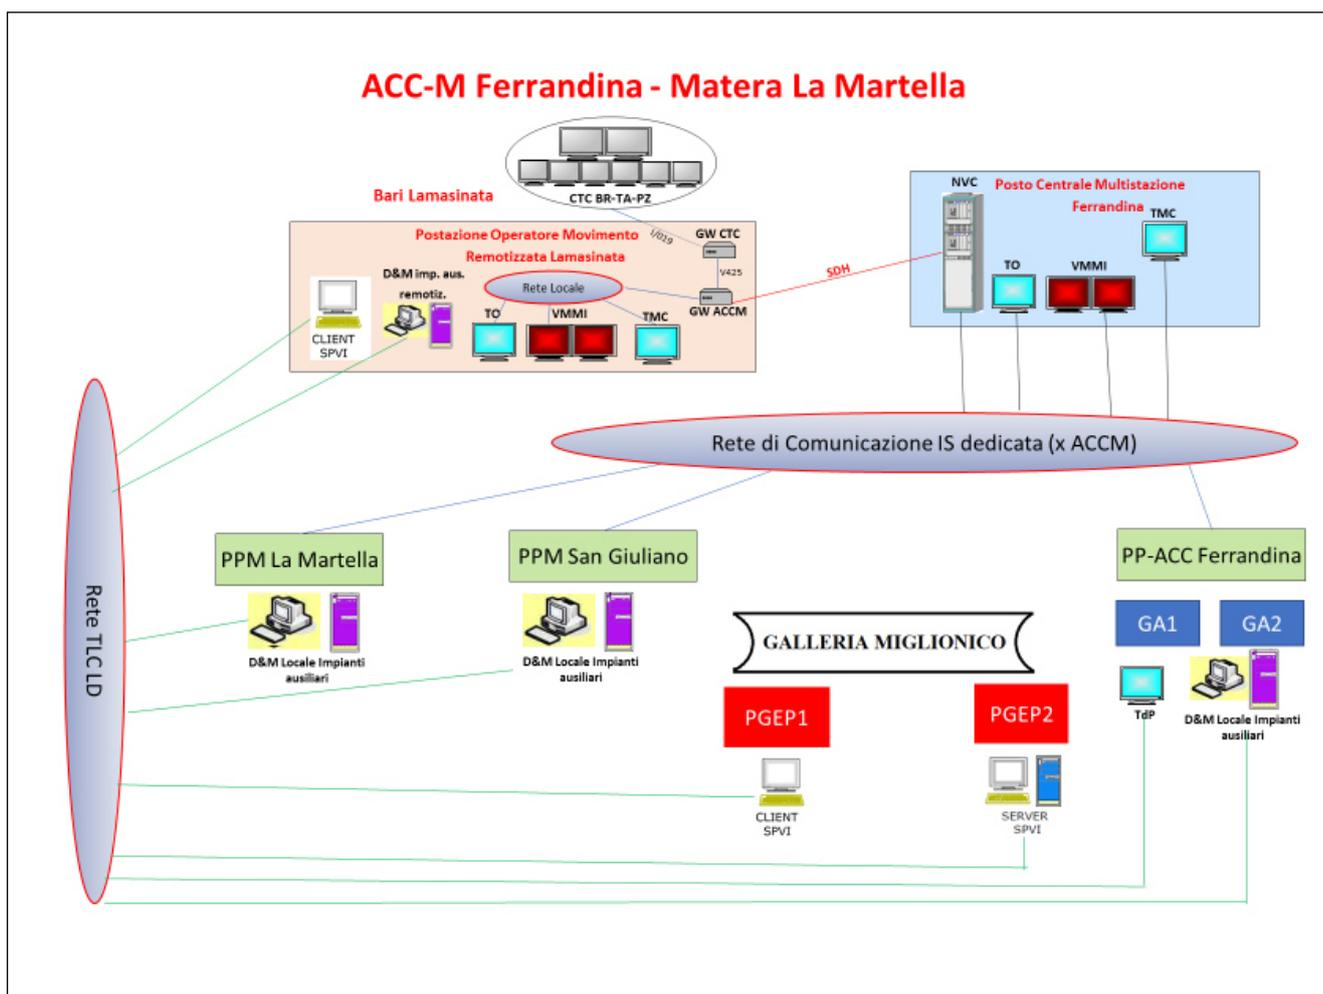 ACC-M Ferrandina - Matera La Martella
CTC BR-TA-PZ
Bari Lamasinata
Postazione Operatore Movimento
Remotizzata Lamasinata
I/019
GW CTC
V425
GW ACCM
D&M imp. aus.
remotiz.
Rete Locale
CLIENT
SPVI
TO
VMMI
TMC
SDH
NVC
Posto Centrale Multistazione
Ferrandina
TMC
TO
VMMI
Rete di Comunicazione IS dedicata (x ACCM)
Rete TLC LD
PPM La Martella
D&M Locale Impianti
ausiliari
PPM San Giuliano
D&M Locale Impianti
ausiliari
PP-ACC Ferrandina
GA1
GA2
TdP
D&M Locale Impianti
ausiliari
GALLERIA MIGLIONICO
PGEP1
PGEP2
CLIENT
SPVI
SERVER
SPVI